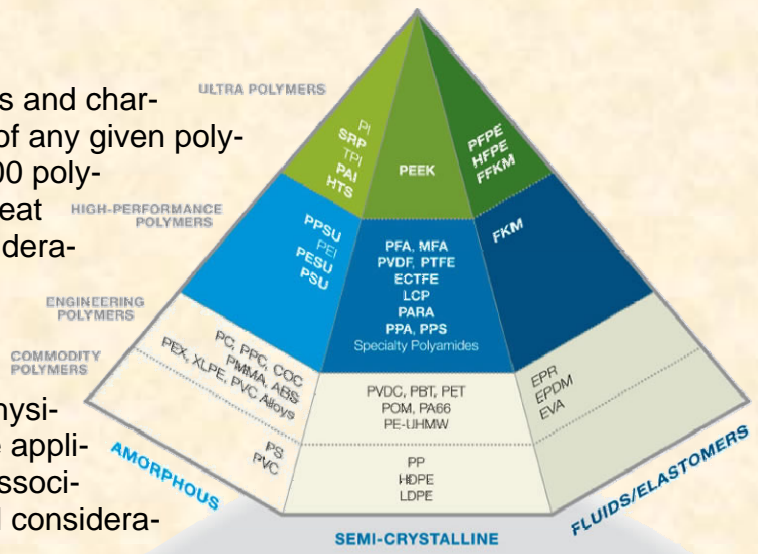 s and char-
of any given poly-
00 poly-
eat
dera-
hysi-
e appli-
ssoci-
l considera-
ULTRA POLYMERS
HIGH-PERFORMANCE
POLYMERS
ENGINEERING
POLYMERS
COMMODITY
POLYMERS
PI
SRP
TPI
PAI
HTS
PEEK
PFPE
HFPE
FFKM
PPSU
PEI
PESU
PSU
PFA, MFA
PVDF, PTFE
ECTFE
LCP
PARA
PPA, PPS
Specialty Polyamides
FKM
PC, PPC, COC
PMMA, ABS
PEX, XLPE, PVC Alloys
PVDC, PBT, PET
POM, PA66
PE-UHMW
EPR
EPDM
EVA
PS
PVC
PP
HDPE
LDPE
AMORPHOUS
SEMI-CRYSTALLINE
FLUIDS/ELASTOMERS